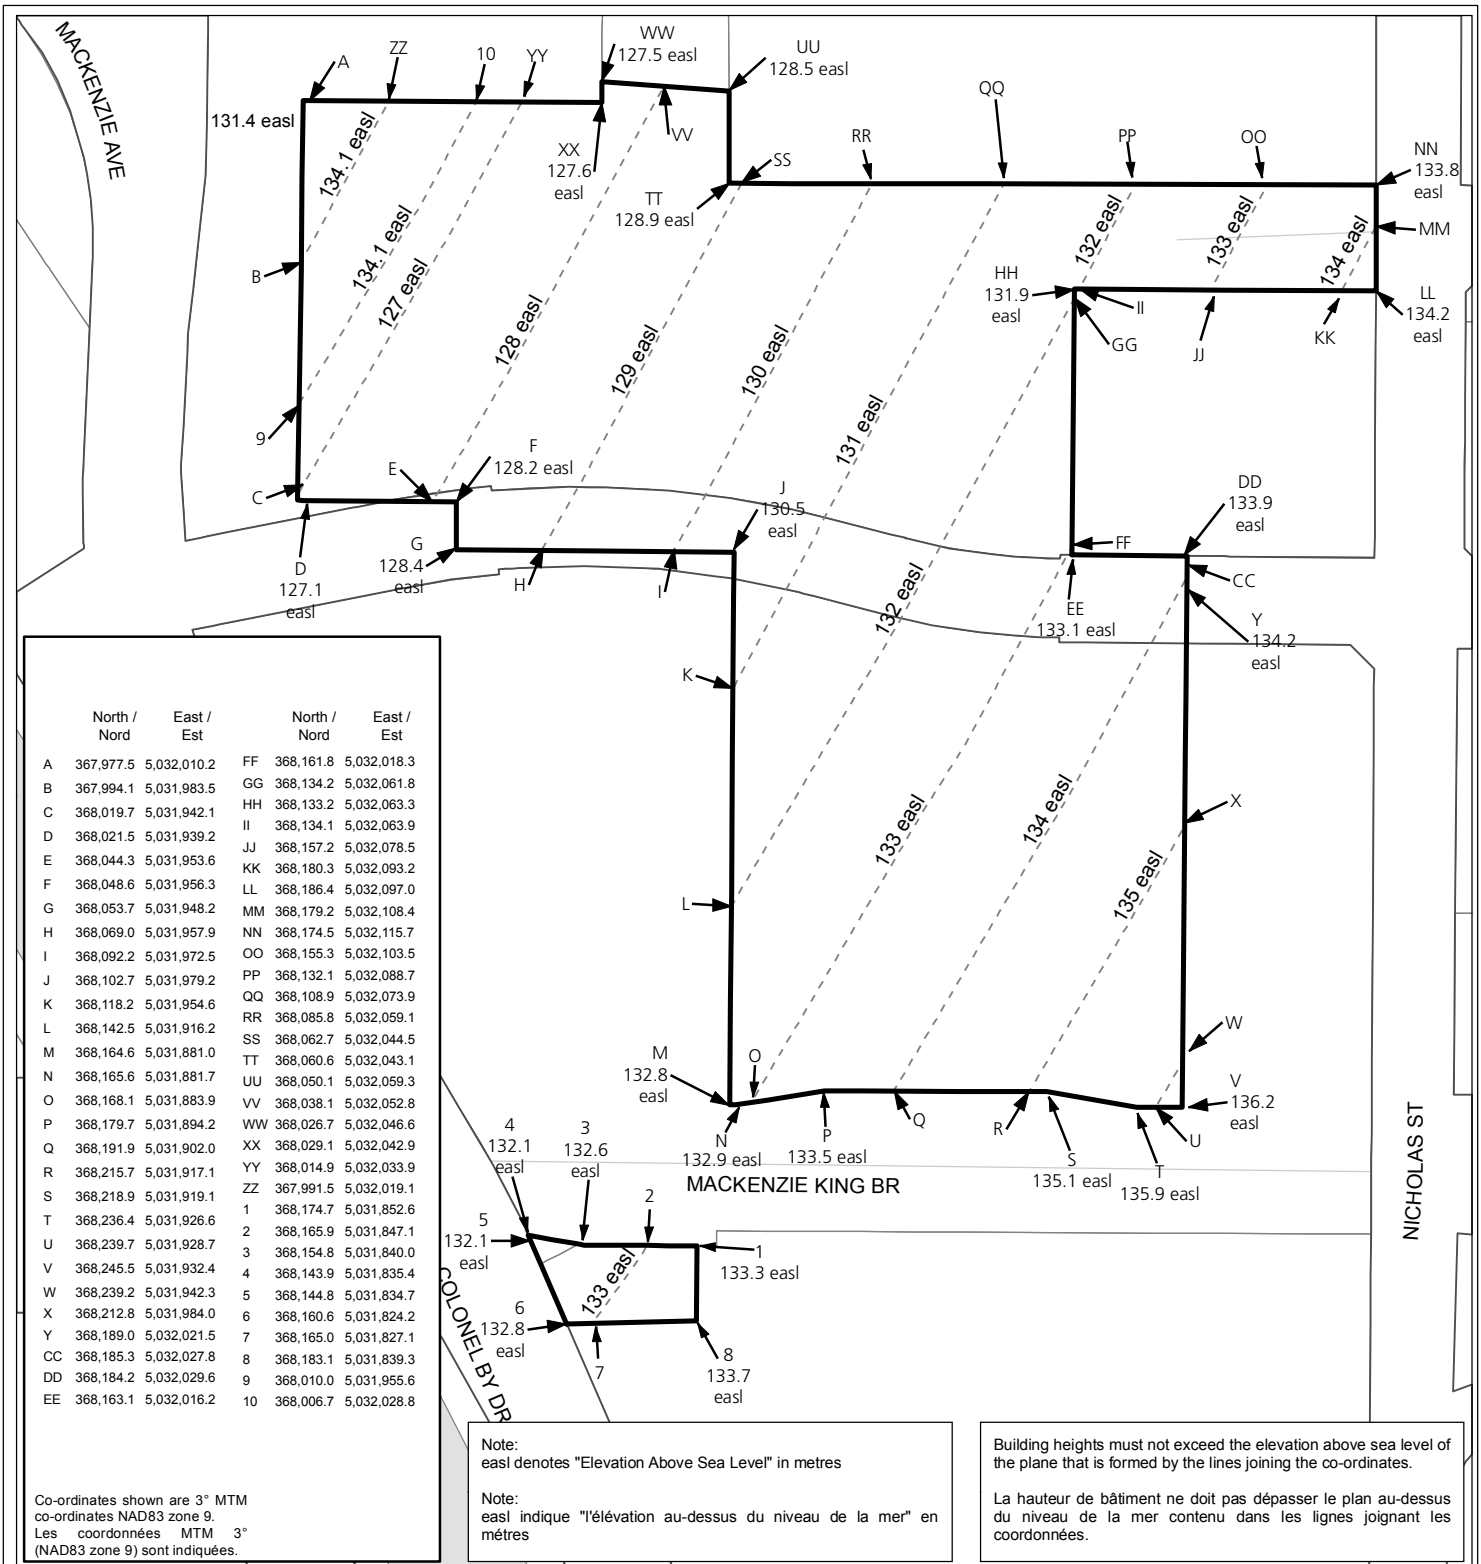 MACKENZIE AVE
A
ZZ
10
YY
WW
127.5 easl
UU
128.5 easl
131.4 easl
134.1 easl
XX
127.6
easl
VV
SS
RR
QQ
PP
OO
NN
133.8
easl
TT
128.9 easl
MM
B
134.1 easl
127 easl
128 easl
129 easl
130 easl
131 easl
132 easl
133 easl
134 easl
HH
131.9
easl
II
GG
JJ
KK
LL
134.2
easl
9
C
E
F
128.2 easl
J
130.5
easl
DD
133.9
easl
D
127.1
easl
G
128.4
easl
H
I
FF
CC
EE
133.1 easl
Y
134.2
easl
132 easl
K
X
133 easl
134 easl
135 easl
L
W
M
132.8
easl
O
N
132.9 easl
P
133.5 easl
Q
R
S
135.1 easl
T
135.9 easl
U
V
136.2
easl
MACKENZIE KING BR
NICHOLAS ST
4
132.1
easl
3
132.6
easl
2
5
132.1
easl
1
133.3 easl
133 easl
6
132.8
easl
7
8
133.7
easl
COLONEL BY DR
North / East / North / East /
Nord Est Nord Est
A 367,977.5 5,032,010.2 FF 368,161.8 5,032,018.3
B 367,994.1 5,031,983.5 GG 368,134.2 5,032,061.8
C 368,019.7 5,031,942.1 HH 368,133.2 5,032,063.3
D 368,021.5 5,031,939.2 II 368,134.1 5,032,063.9
E 368,044.3 5,031,953.6 JJ 368,157.2 5,032,078.5
F 368,048.6 5,031,956.3 KK 368,180.3 5,032,093.2
G 368,053.7 5,031,948.2 LL 368,186.4 5,032,097.0
H 368,069.0 5,031,957.9 MM 368,179.2 5,032,108.4
I 368,092.2 5,031,972.5 NN 368,174.5 5,032,115.7
J 368,102.7 5,031,979.2 OO 368,155.3 5,032,103.5
K 368,118.2 5,031,954.6 PP 368,132.1 5,032,088.7
L 368,142.5 5,031,916.2 QQ 368,108.9 5,032,073.9
M 368,164.6 5,031,881.0 RR 368,085.8 5,032,059.1
N 368,165.6 5,031,881.7 SS 368,062.7 5,032,044.5
O 368,168.1 5,031,883.9 TT 368,060.6 5,032,043.1
P 368,179.7 5,031,894.2 UU 368,050.1 5,032,059.3
Q 368,191.9 5,031,902.0 VV 368,038.1 5,032,052.8
R 368,215.7 5,031,917.1 WW 368,026.7 5,032,046.6
S 368,218.9 5,031,919.1 XX 368,029.1 5,032,042.9
T 368,236.4 5,031,926.6 YY 368,014.9 5,032,033.9
U 368,239.7 5,031,928.7 ZZ 367,991.5 5,032,019.1
V 368,245.5 5,031,932.4 1 368,174.7 5,031,852.6
W 368,239.2 5,031,942.3 2 368,165.9 5,031,847.1
X 368,212.8 5,031,984.0 3 368,154.8 5,031,840.0
Y 368,189.0 5,032,021.5 4 368,143.9 5,031,835.4
CC 368,185.3 5,032,027.8 5 368,144.8 5,031,834.7
DD 368,184.2 5,032,029.6 6 368,160.6 5,031,824.2
EE 368,163.1 5,032,016.2 7 368,165.0 5,031,827.1
8 368,183.1 5,031,839.3
9 368,010.0 5,031,955.6
10 368,006.7 5,032,028.8
Co-ordinates shown are 3° MTM
co-ordinates NAD83 zone 9.
Les coordonnées MTM 3°
(NAD83 zone 9) sont indiquées.
Note:
easl denotes "Elevation Above Sea Level" in metres
Note:
easl indique "l'élévation au-dessus du niveau de la mer" en
métres
Building heights must not exceed the elevation above sea level of
the plane that is formed by the lines joining the co-ordinates.
La hauteur de bâtiment ne doit pas dépasser le plan au-dessus
du niveau de la mer contenu dans les lignes joignant les
coordonnées.